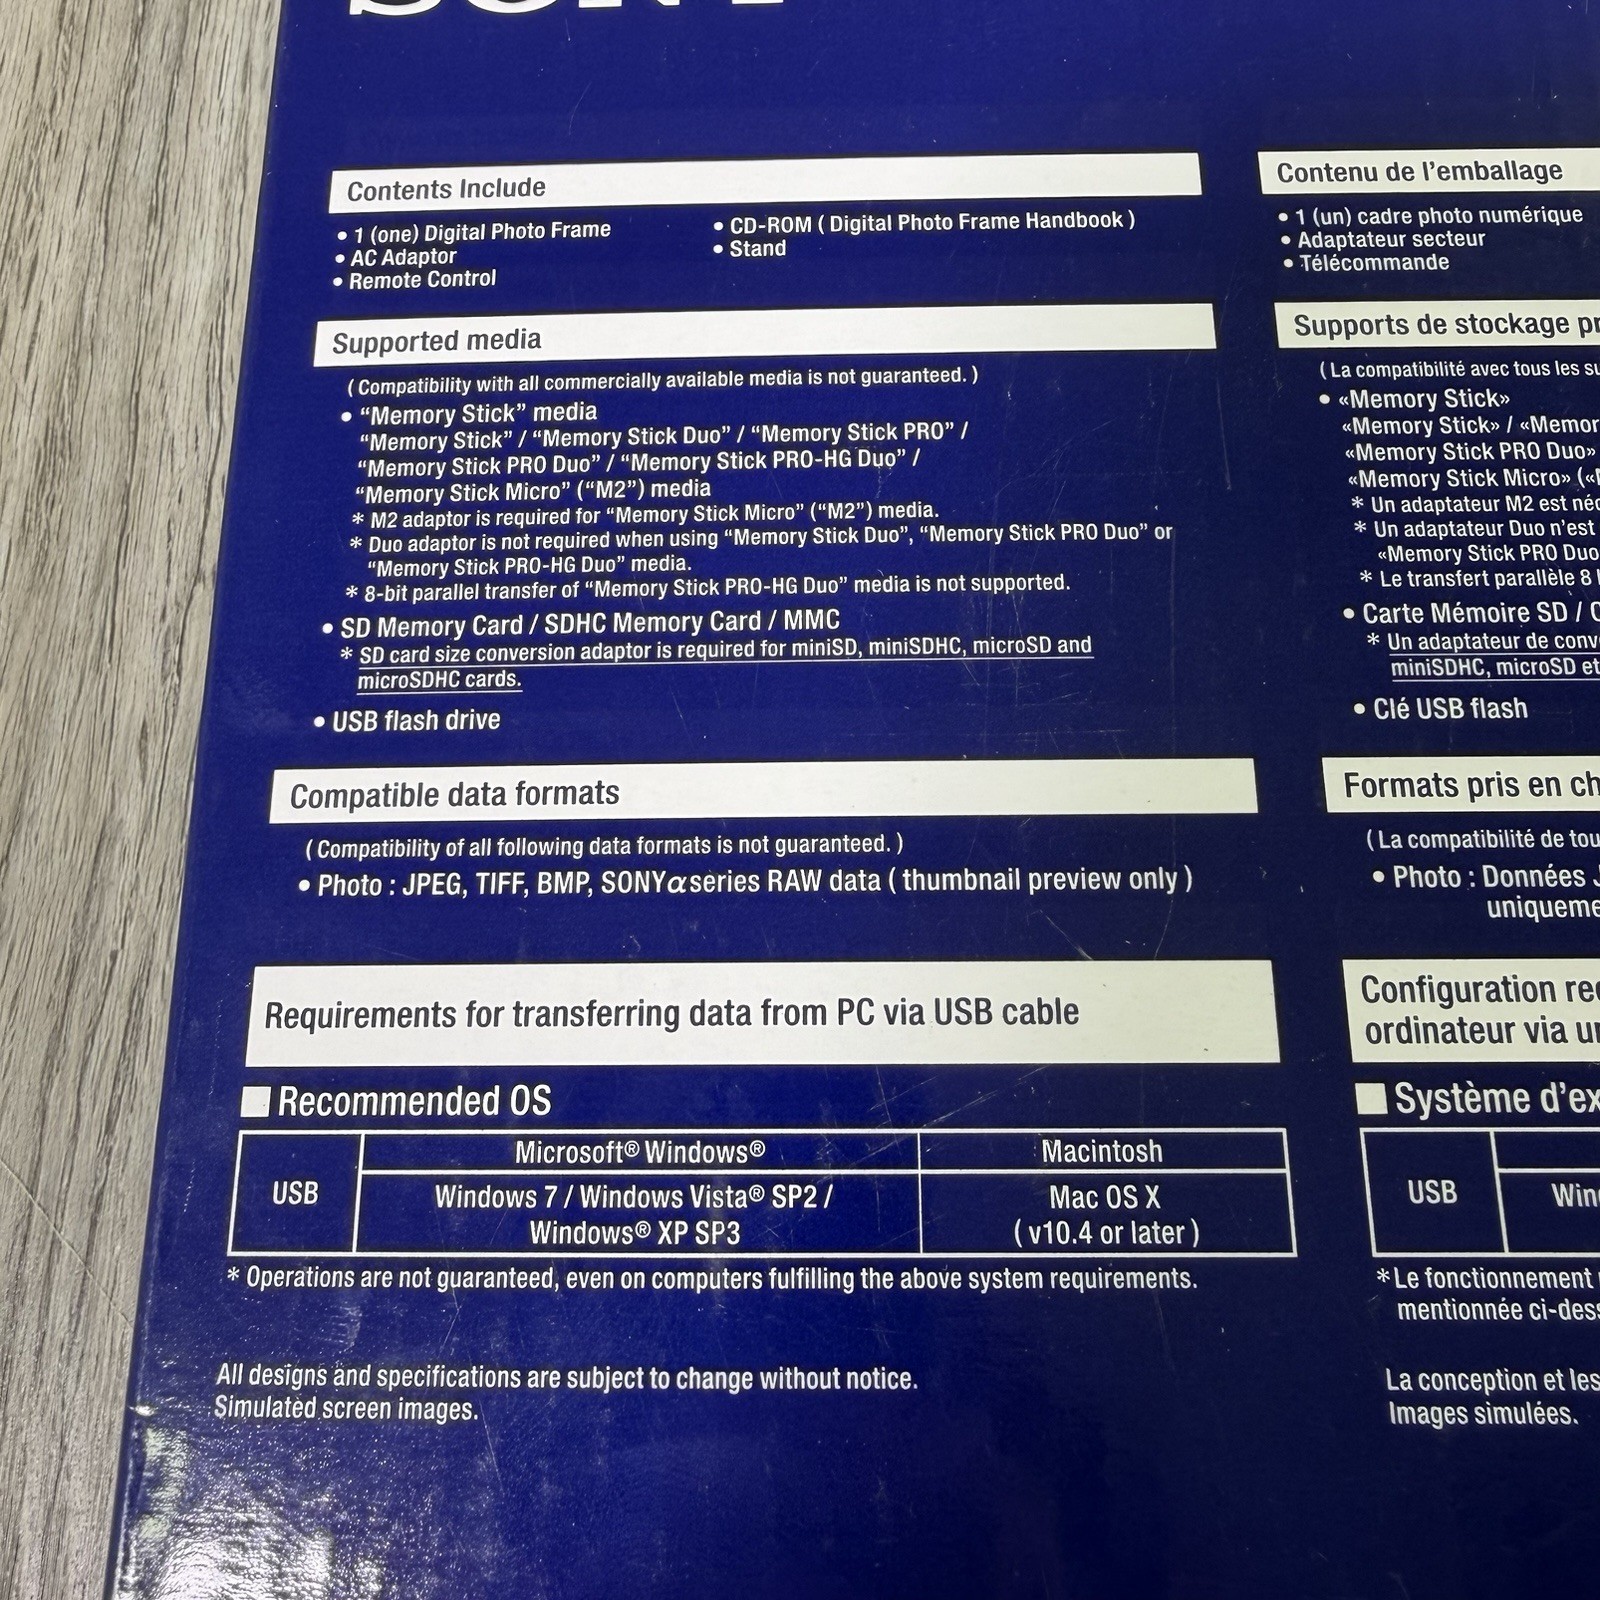 SONY
Contents Include
• 1 (one) Digital Photo Frame
• AC Adaptor
• Remote Control
• CD-ROM ( Digital Photo Frame Handbook )
• Stand
Supported media
( Compatibility with all commercially available media is not guaranteed. )
• “Memory Stick” media
“Memory Stick” / “Memory Stick Duo” / “Memory Stick PRO” /
“Memory Stick PRO Duo” / “Memory Stick PRO-HG Duo” /
“Memory Stick Micro” (“M2”) media
* M2 adaptor is required for “Memory Stick Micro” (“M2”) media.
* Duo adaptor is not required when using “Memory Stick Duo”, “Memory Stick PRO Duo” or
“Memory Stick PRO-HG Duo” media.
* 8-bit parallel transfer of “Memory Stick PRO-HG Duo” media is not supported.
• SD Memory Card / SDHC Memory Card / MMC
* SD card size conversion adaptor is required for miniSD, miniSDHC, microSD and
microSDHC cards.
• USB flash drive
Compatible data formats
( Compatibility of all following data formats is not guaranteed. )
• Photo : JPEG, TIFF, BMP, SONY α series RAW data ( thumbnail preview only )
Requirements for transferring data from PC via USB cable
Recommended OS
USB
Microsoft® Windows®
Macintosh
Windows 7 / Windows Vista® SP2 /
Windows® XP SP3
Mac OS X
( v10.4 or later )
* Operations are not guaranteed, even on computers fulfilling the above system requirements.
All designs and specifications are subject to change without notice.
Simulated screen images.
Contenu de l’emballage
• 1 (un) cadre photo numérique
• Adaptateur secteur
• Télécommande
Supports de stockage
( La compatibilité avec tous les
• «Memory Stick»
«Memory Stick» /
«Memory Stick PRO Duo»
«Memory Stick Micro»
* Un adaptateur M2 est
* Un adaptateur Duo n’est
«Memory Stick PRO Duo
* Le transfert parallèle 8
• Carte Mémoire SD /
* Un adaptateur de
miniSDHC, microSD et
• Clé USB flash
Formats pris en
( La compatibilité de
• Photo : Données
Configuration
ordinateur via
Système
USB
* Le fonctionnement
mentionnée
La conception et les
Images simulées.